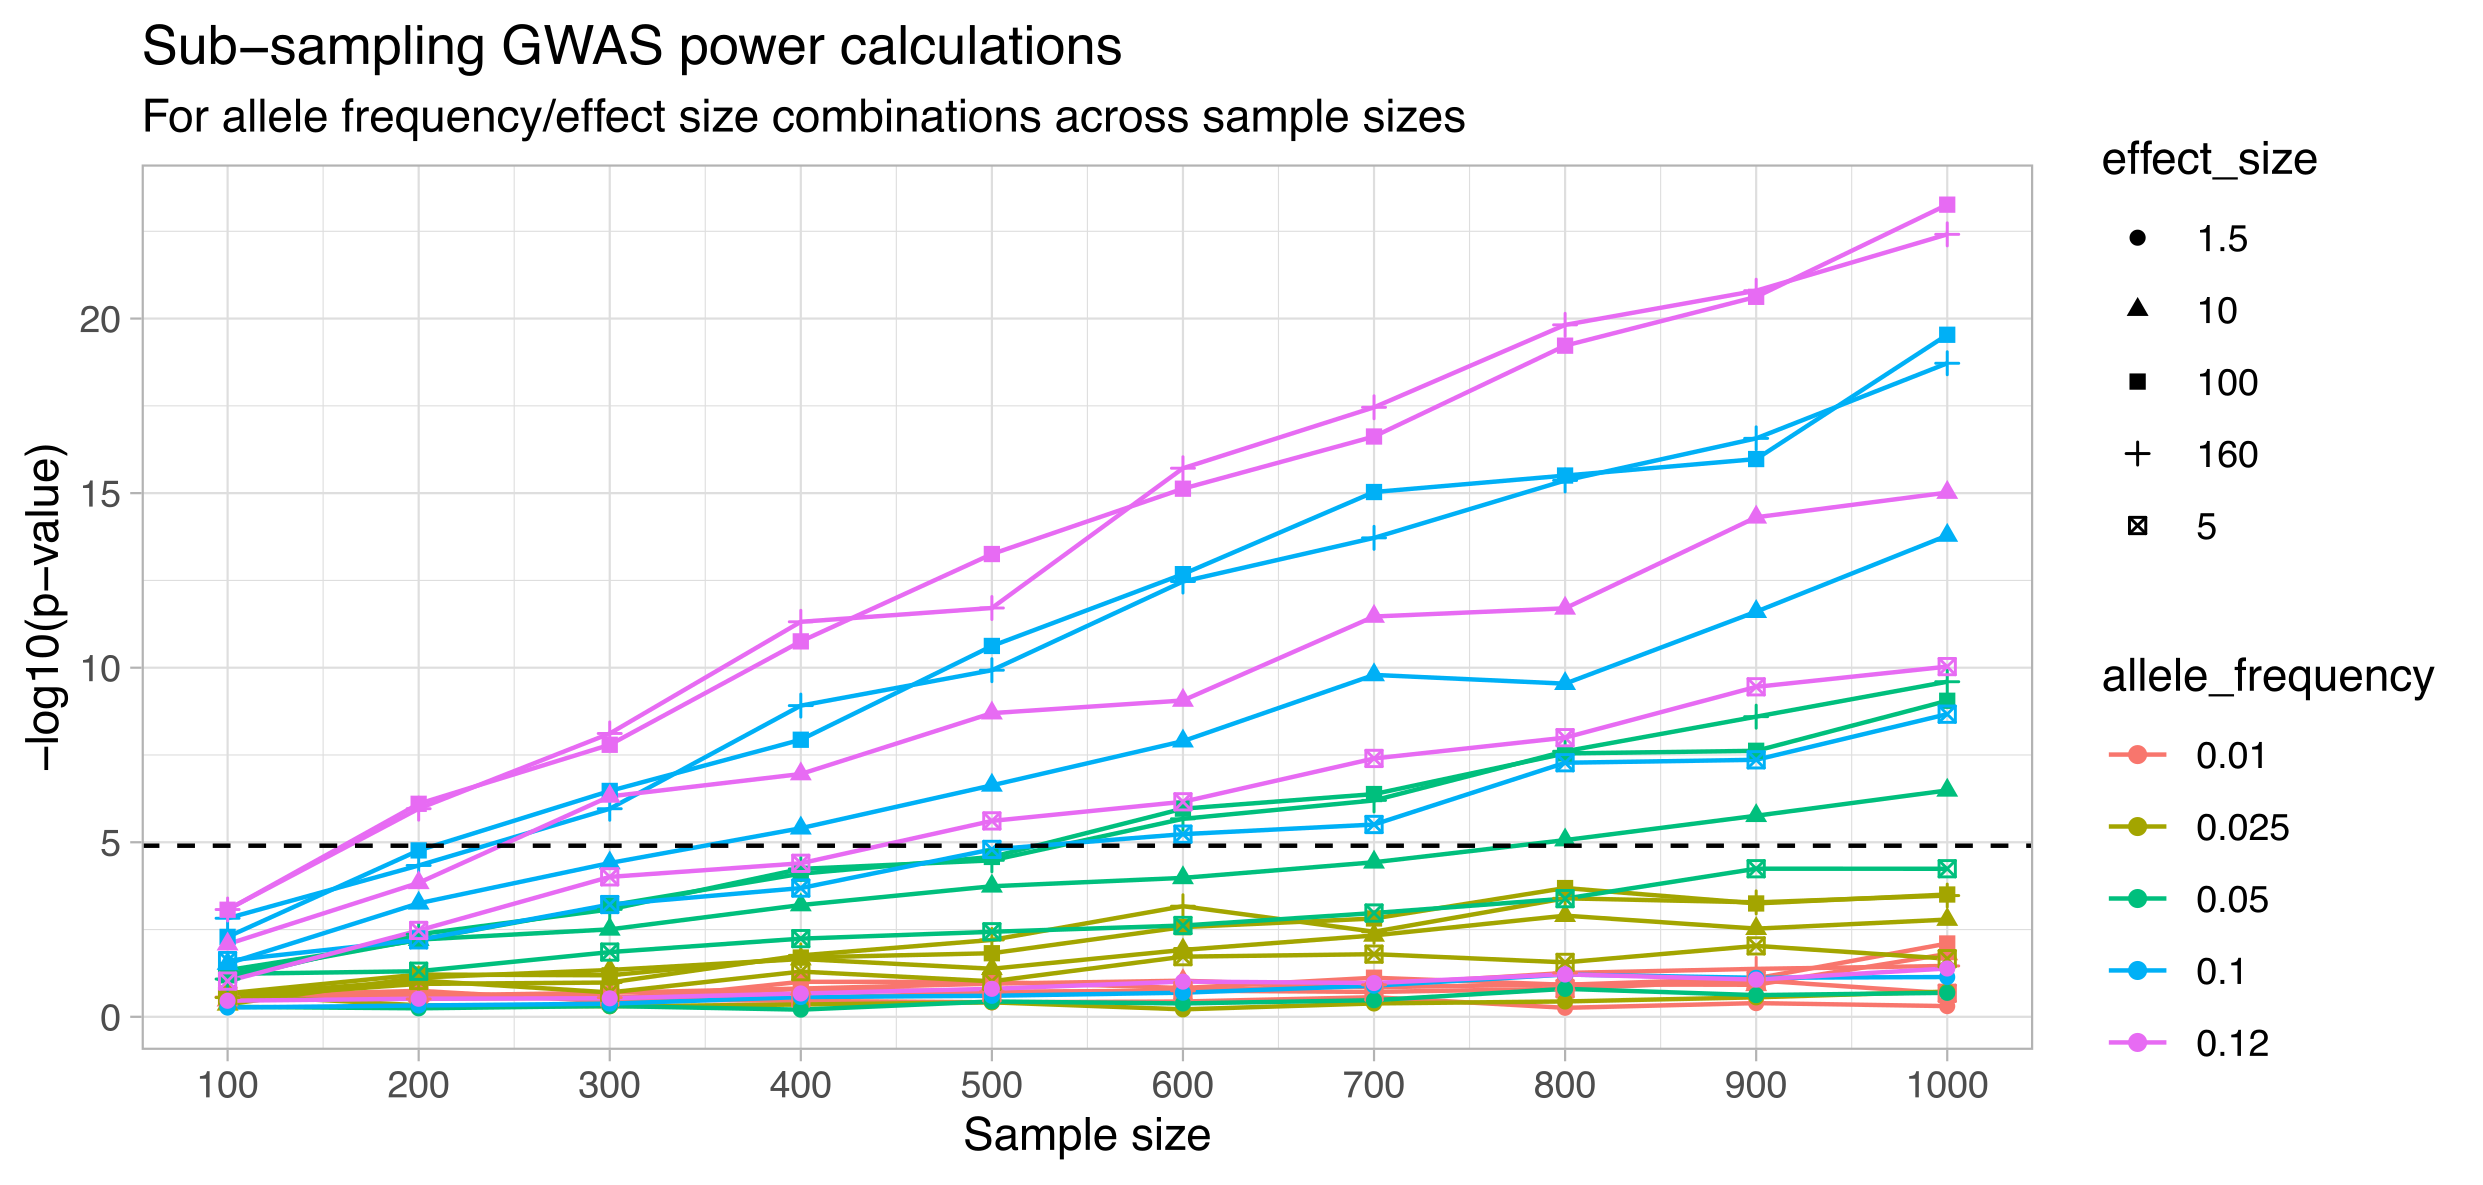 Sub−sampling GWAS power calculations
For allele frequency/effect size combinations across sample sizes
−log10(p−value)
20
15
10
5
0
100 200 300 400 500 600 700 800 900 1000
Sample size
effect_size
1.5
10
100
160
5
allele_frequency
0.01
0.025
0.05
0.1
0.12